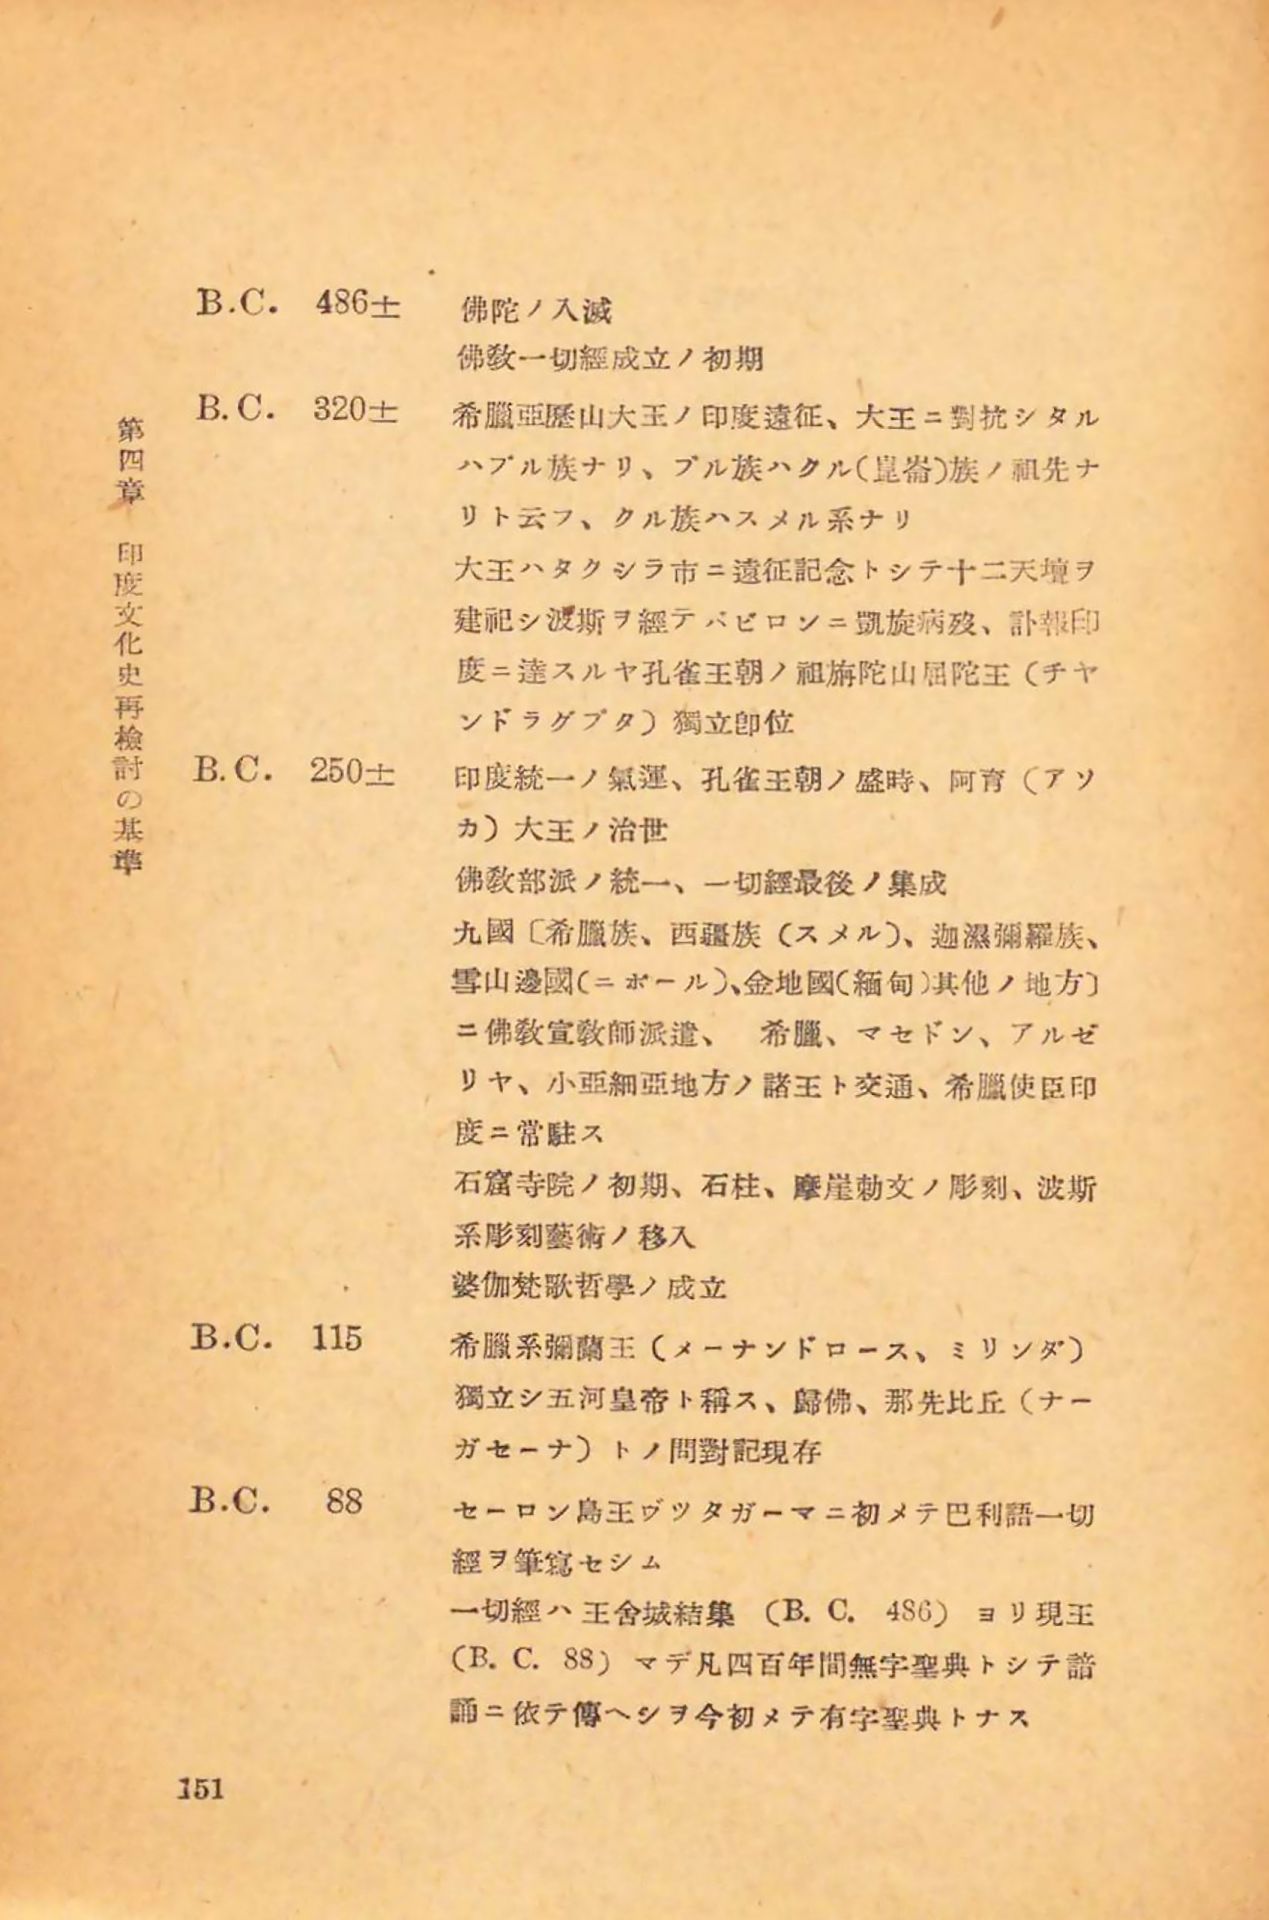 第四章 印度文化史再檢討の基準
B.C. 486± 佛陀ノ入滅
佛敎一切經成立ノ初期
B.C. 320± 希臘亞歷山大王ノ印度遠征、大王ニ對抗シタル
ハブル族ナリ、ブル族ハクル(崑崙)族ノ祖先ナ
リト云フ、クル族ハスメル系ナリ
大王ハタクシラ市ニ遠征記念トシテ十二天壇ヲ
建祀シ波斯ヲ經テバビロンニ凱旋病歿、訃報印
度ニ達スルヤ孔雀王朝ノ祖旃陀山屈陀王(チヤ
ンドラグプタ)獨立卽位
B.C. 250± 印度統一ノ氣運、孔雀王朝ノ盛時、阿育(アソ
カ)大王ノ治世
佛敎部派ノ統一、一切經最後ノ集成
九國〔希臘族、西疆族(スメル)、迦濕彌羅族、
雪山邊國(ニポール)、金地國(緬甸)其他ノ地方〕
ニ佛敎宣敎師派遣、 希臘、マセドン、アルゼ
リヤ、小亞細亞地方ノ諸王ト交通、希臘使臣印
度ニ常駐ス
石窟寺院ノ初期、石柱、摩崖勅文ノ彫刻、波斯
系彫刻藝術ノ移入
婆伽梵歌哲學ノ成立
B.C. 115 希臘系彌蘭王(メーナンドロース、ミリンダ)
獨立シ五河皇帝ト稱ス、歸佛、那先比丘(ナー
ガセーナ)トノ問對記現存
B.C. 88 セーロン島王ヴツタガーマニ初メテ巴利語一切
經ヲ筆寫セシム
一切經ハ王舍城結集 (B. C. 486) ヨリ現王
(B. C. 88) マデ凡四百年間無字聖典トシテ諳
誦ニ依テ傳ヘシヲ今初メテ有字聖典トナス
151